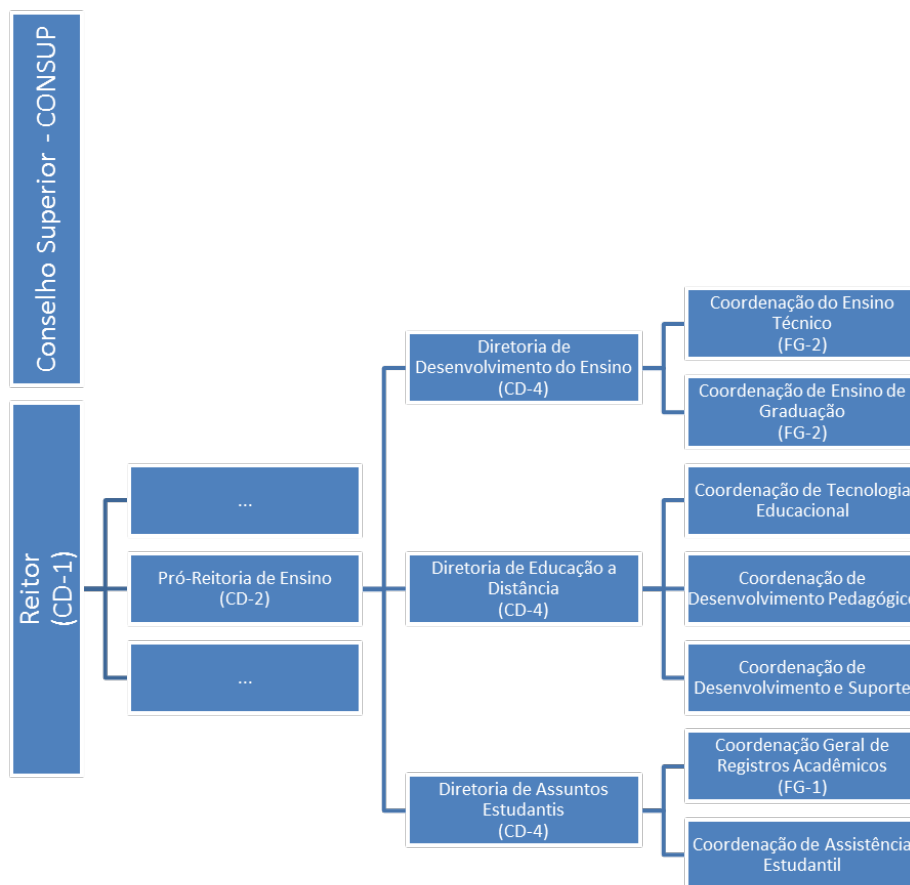 Conselho Superior - CONSUP
Reitor
(CD-1)
...
Pró-Reitoria de Ensino
(CD-2)
...
Diretoria de
Desenvolvimento do Ensino
(CD-4)
Diretoria de Educação a
Distância
(CD-4)
Diretoria de Assuntos
Estudantis
(CD-4)
Coordenação do Ensino
Técnico
(FG-2)
Coordenação de Ensino de
Graduação
(FG-2)
Coordenação de Tecnologia
Educacional
Coordenação de
Desenvolvimento Pedagógico
Coordenação de
Desenvolvimento e Suporte
Coordenação Geral de
Registros Acadêmicos
(FG-1)
Coordenação de Assistência
Estudantil